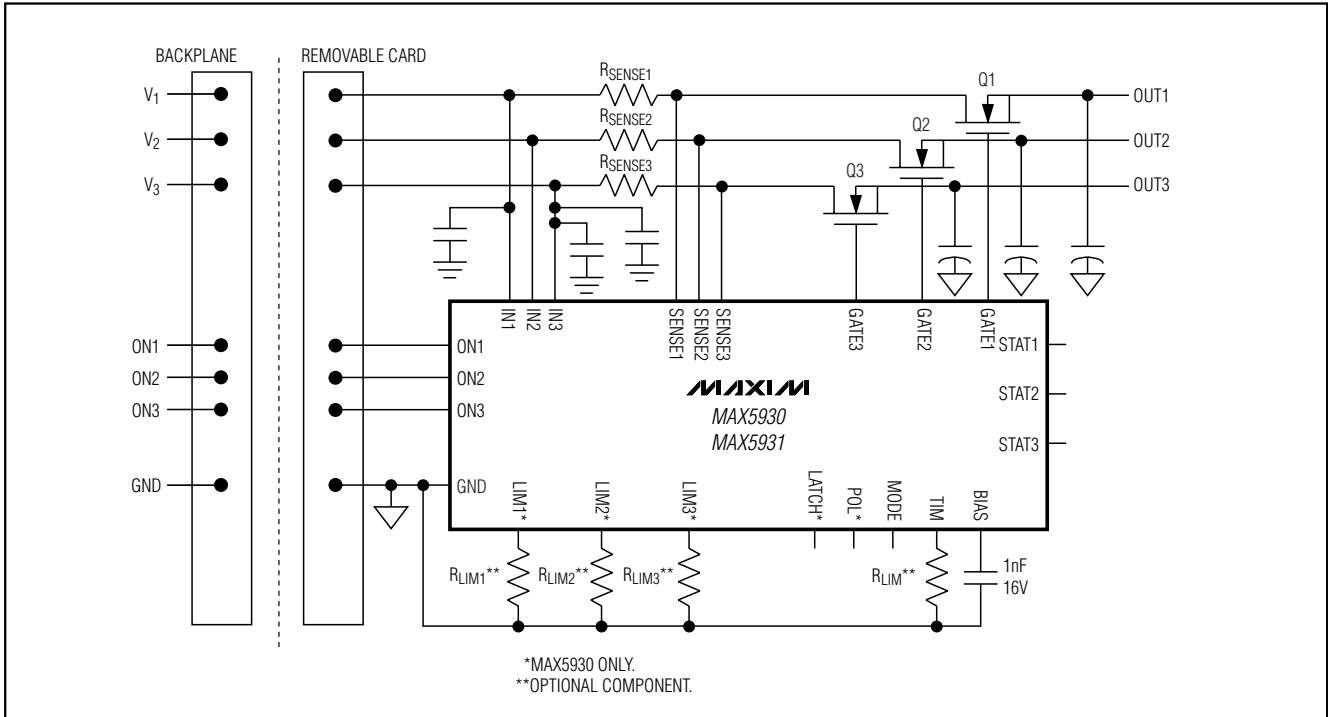 BACKPLANE
REMOVABLE CARD
V1
V2
V3
RSENSE1
RSENSE2
RSENSE3
Q1
Q2
Q3
OUT1
OUT2
OUT3
IN1
IN2
IN3
SENSE1
SENSE2
SENSE3
GATE3
GATE2
GATE1
ON1
ON2
ON3
GND
ON1
ON2
ON3
GND
MAXIM
MAX5930
MAX5931
STAT1
STAT2
STAT3
LIM1*
LIM2*
LIM3*
LATCH*
POL*
MODE
TIM
BIAS
RLIM1**
RLIM2**
RLIM3**
RLIM**
1nF
16V
*MAX5930 ONLY.
**OPTIONAL COMPONENT.